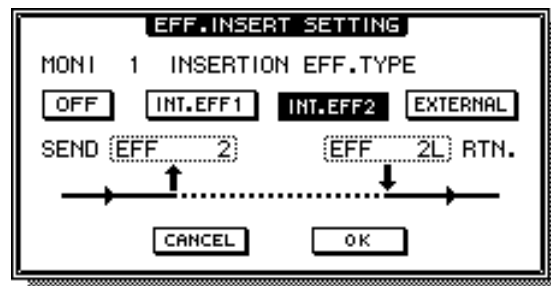 EFF.INSERT SETTING
MONI 1 INSERTION EFF.TYPE
OFF INT.EFF1 INT.EFF2 EXTERNAL
SEND EFF 2 EFF 2L RTN.
CANCEL OK